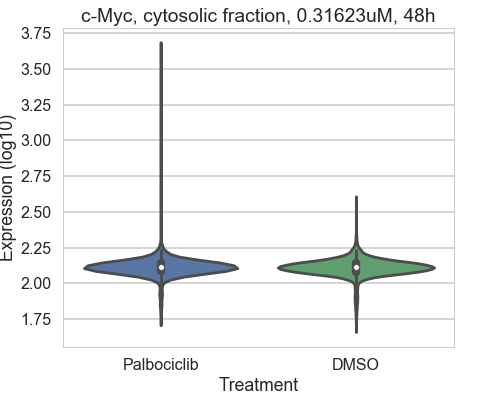 c-Myc, cytosolic fraction, 0.31623uM, 48h
Expression (log10)
3.75
3.50
3.25
3.00
2.75
2.50
2.25
2.00
1.75
Palbociclib DMSO
Treatment